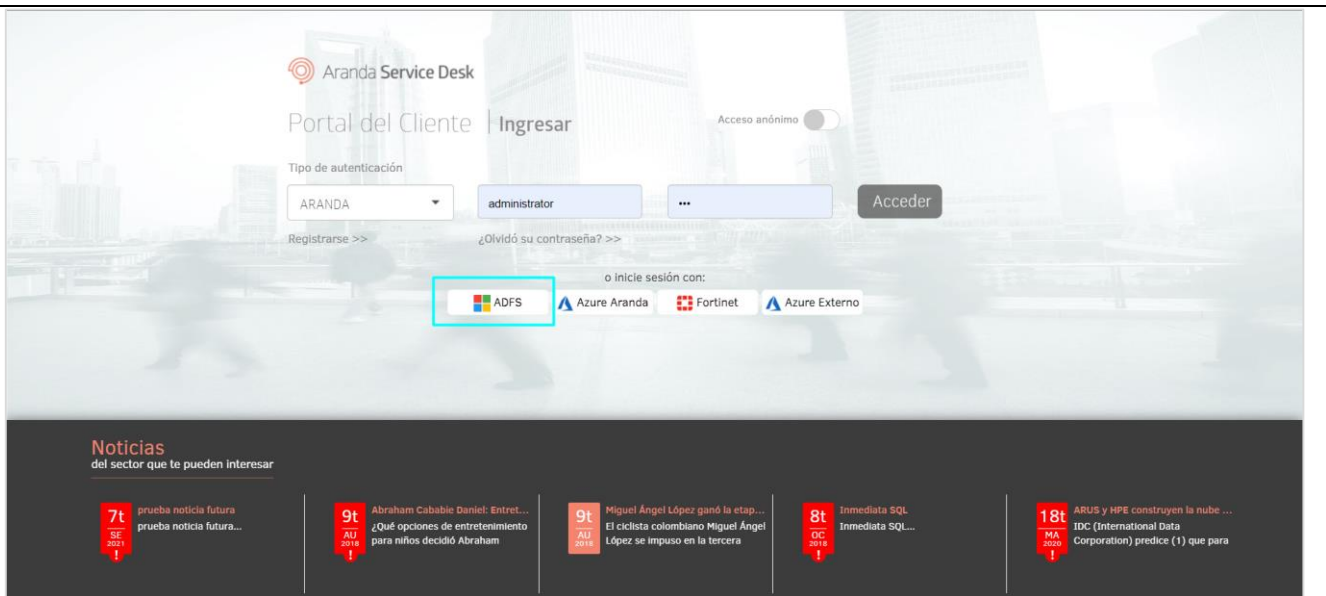 Aranda Service Desk
Portal del Cliente | Ingresar
Acceso anónimo
Tipo de autenticación
ARANDA
administrator
•••
Acceder
Registrarse >>
¿Olvidó su contraseña? >>
o inicie sesión con:
ADFS
Azure Aranda
Fortinet
Azure Externo
Noticias
del sector que te pueden interesar
7t
SE
2021
!
prueba noticia futura
prueba noticia futura...
9t
AU
2018
!
Abraham Cababie Daniel: Entret...
¿Qué opciones de entretenimiento
para niños decidió Abraham
9t
AU
2018
Miguel Ángel López ganó la etap...
El ciclista colombiano Miguel Ángel
López se impuso en la tercera
8t
OC
2018
!
Inmediata SQL
Inmediata SQL...
18t
MA
2020
!
ARUS y HPE construyen la nube ...
IDC (International Data
Corporation) predice (1) que para